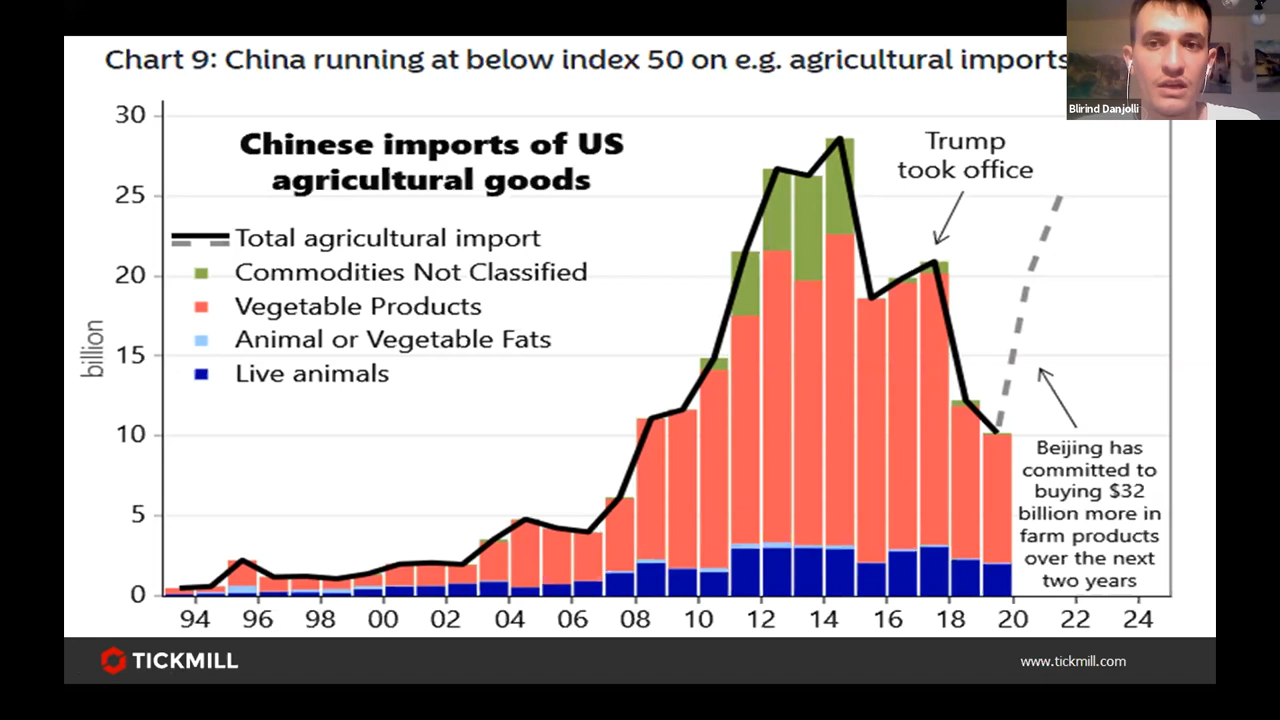 Chart 9: China running at below index 50 on e.g. agricultural imports
Blirind Danjolli
Chinese imports of US
agricultural goods
Total agricultural import
Commodities Not Classified
Vegetable Products
Animal or Vegetable Fats
Live animals
Trump
took office
billion
30
25
20
15
10
5
0
Beijing has
committed to
buying $32
billion more in
farm products
over the next
two years
94 96 98 00 02 04 06 08 10 12 14 16 18 20 22 24
TICKMILL
www.tickmill.com